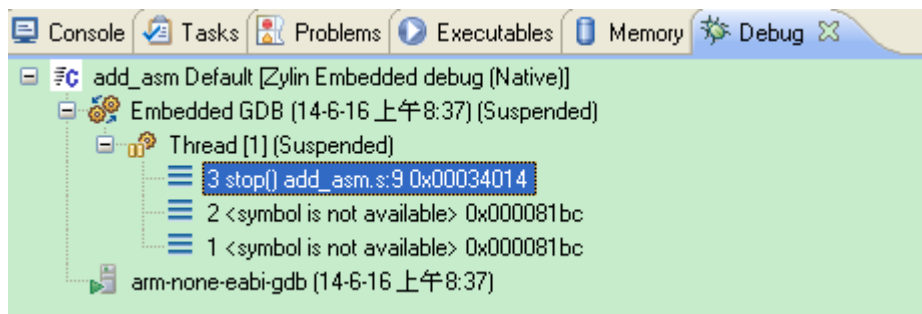 Console Tasks Problems Executables Memory Debug
add_asm Default [Zylin Embedded debug (Native)]
Embedded GDB (14-6-16 上午8:37) (Suspended)
Thread [1] (Suspended)
3 stop() add_asm.s:9 0x00034014
2 <symbol is not available> 0x000081bc
1 <symbol is not available> 0x000081bc
arm-none-eabi-gdb (14-6-16 上午8:37)